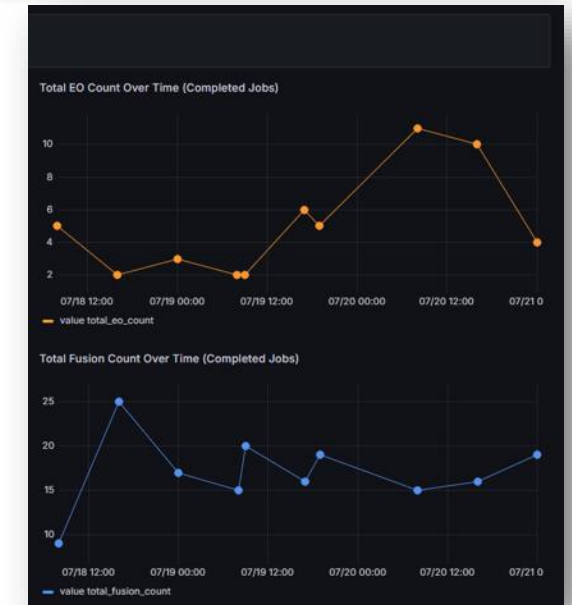 Total EO Count Over Time (Completed Jobs)
10
8
6
4
2
07/18 12:00 07/19 00:00 07/19 12:00 07/20 00:00 07/20 12:00 07/21 0
value total_eo_count
Total Fusion Count Over Time (Completed Jobs)
25
20
15
10
07/18 12:00 07/19 00:00 07/19 12:00 07/20 00:00 07/20 12:00 07/21 0
value total_fusion_count